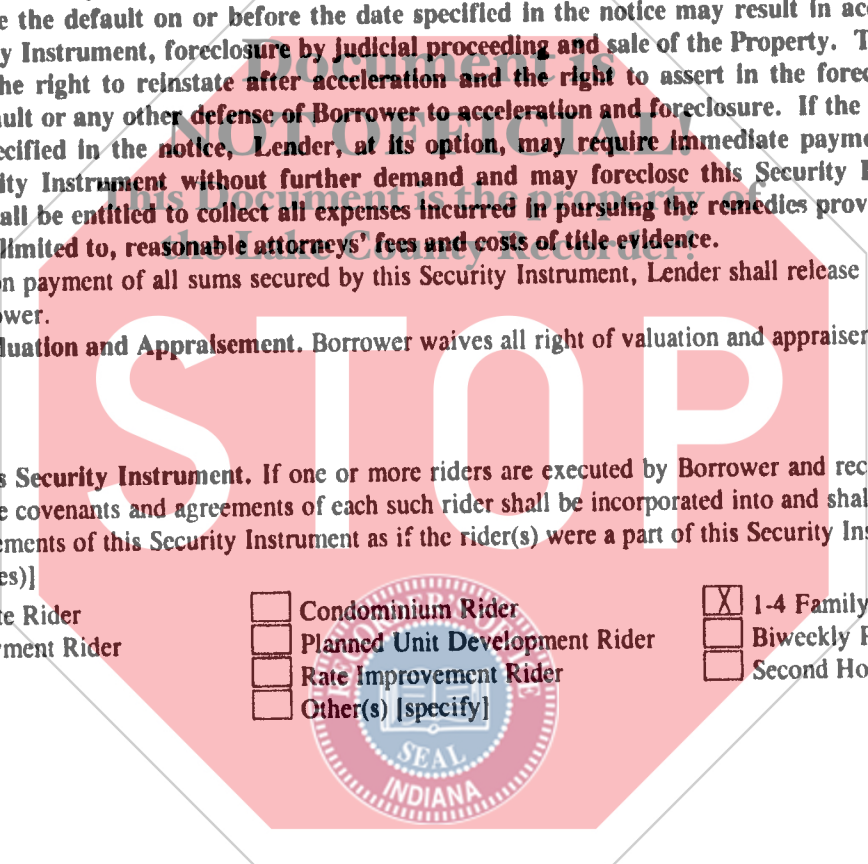 e the default on or before the date specified in the notice may result in acc
y Instrument, foreclosure by judicial proceeding and sale of the Property. T
he right to reinstate after acceleration and the right to assert in the forec
ault or any other defense of Borrower to acceleration and foreclosure. If the
ecified in the notice, Lender, at its option, may require immediate payme
ity Instrument without further demand and may foreclose this Security I
all be entitled to collect all expenses incurred in pursuing the remedies prov
limited to, reasonable attorneys' fees and costs of title evidence.
on payment of all sums secured by this Security Instrument, Lender shall release
ower.
luation and Appraisement. Borrower waives all right of valuation and appraisem
s Security Instrument. If one or more riders are executed by Borrower and rec
e covenants and agreements of each such rider shall be incorporated into and shal
ements of this Security Instrument as if the rider(s) were a part of this Security Ins
es)]
te Rider
yment Rider
Condominium Rider
Planned Unit Development Rider
Rate Improvement Rider
Other(s) [specify]
X 1-4 Family
Biweekly P
Second Ho
Document is
NOT OFFICIAL!
This Document is the property of
the Lake County Recorder!
STOP
RECORDER'S OFFICE
SEAL
INDIANA